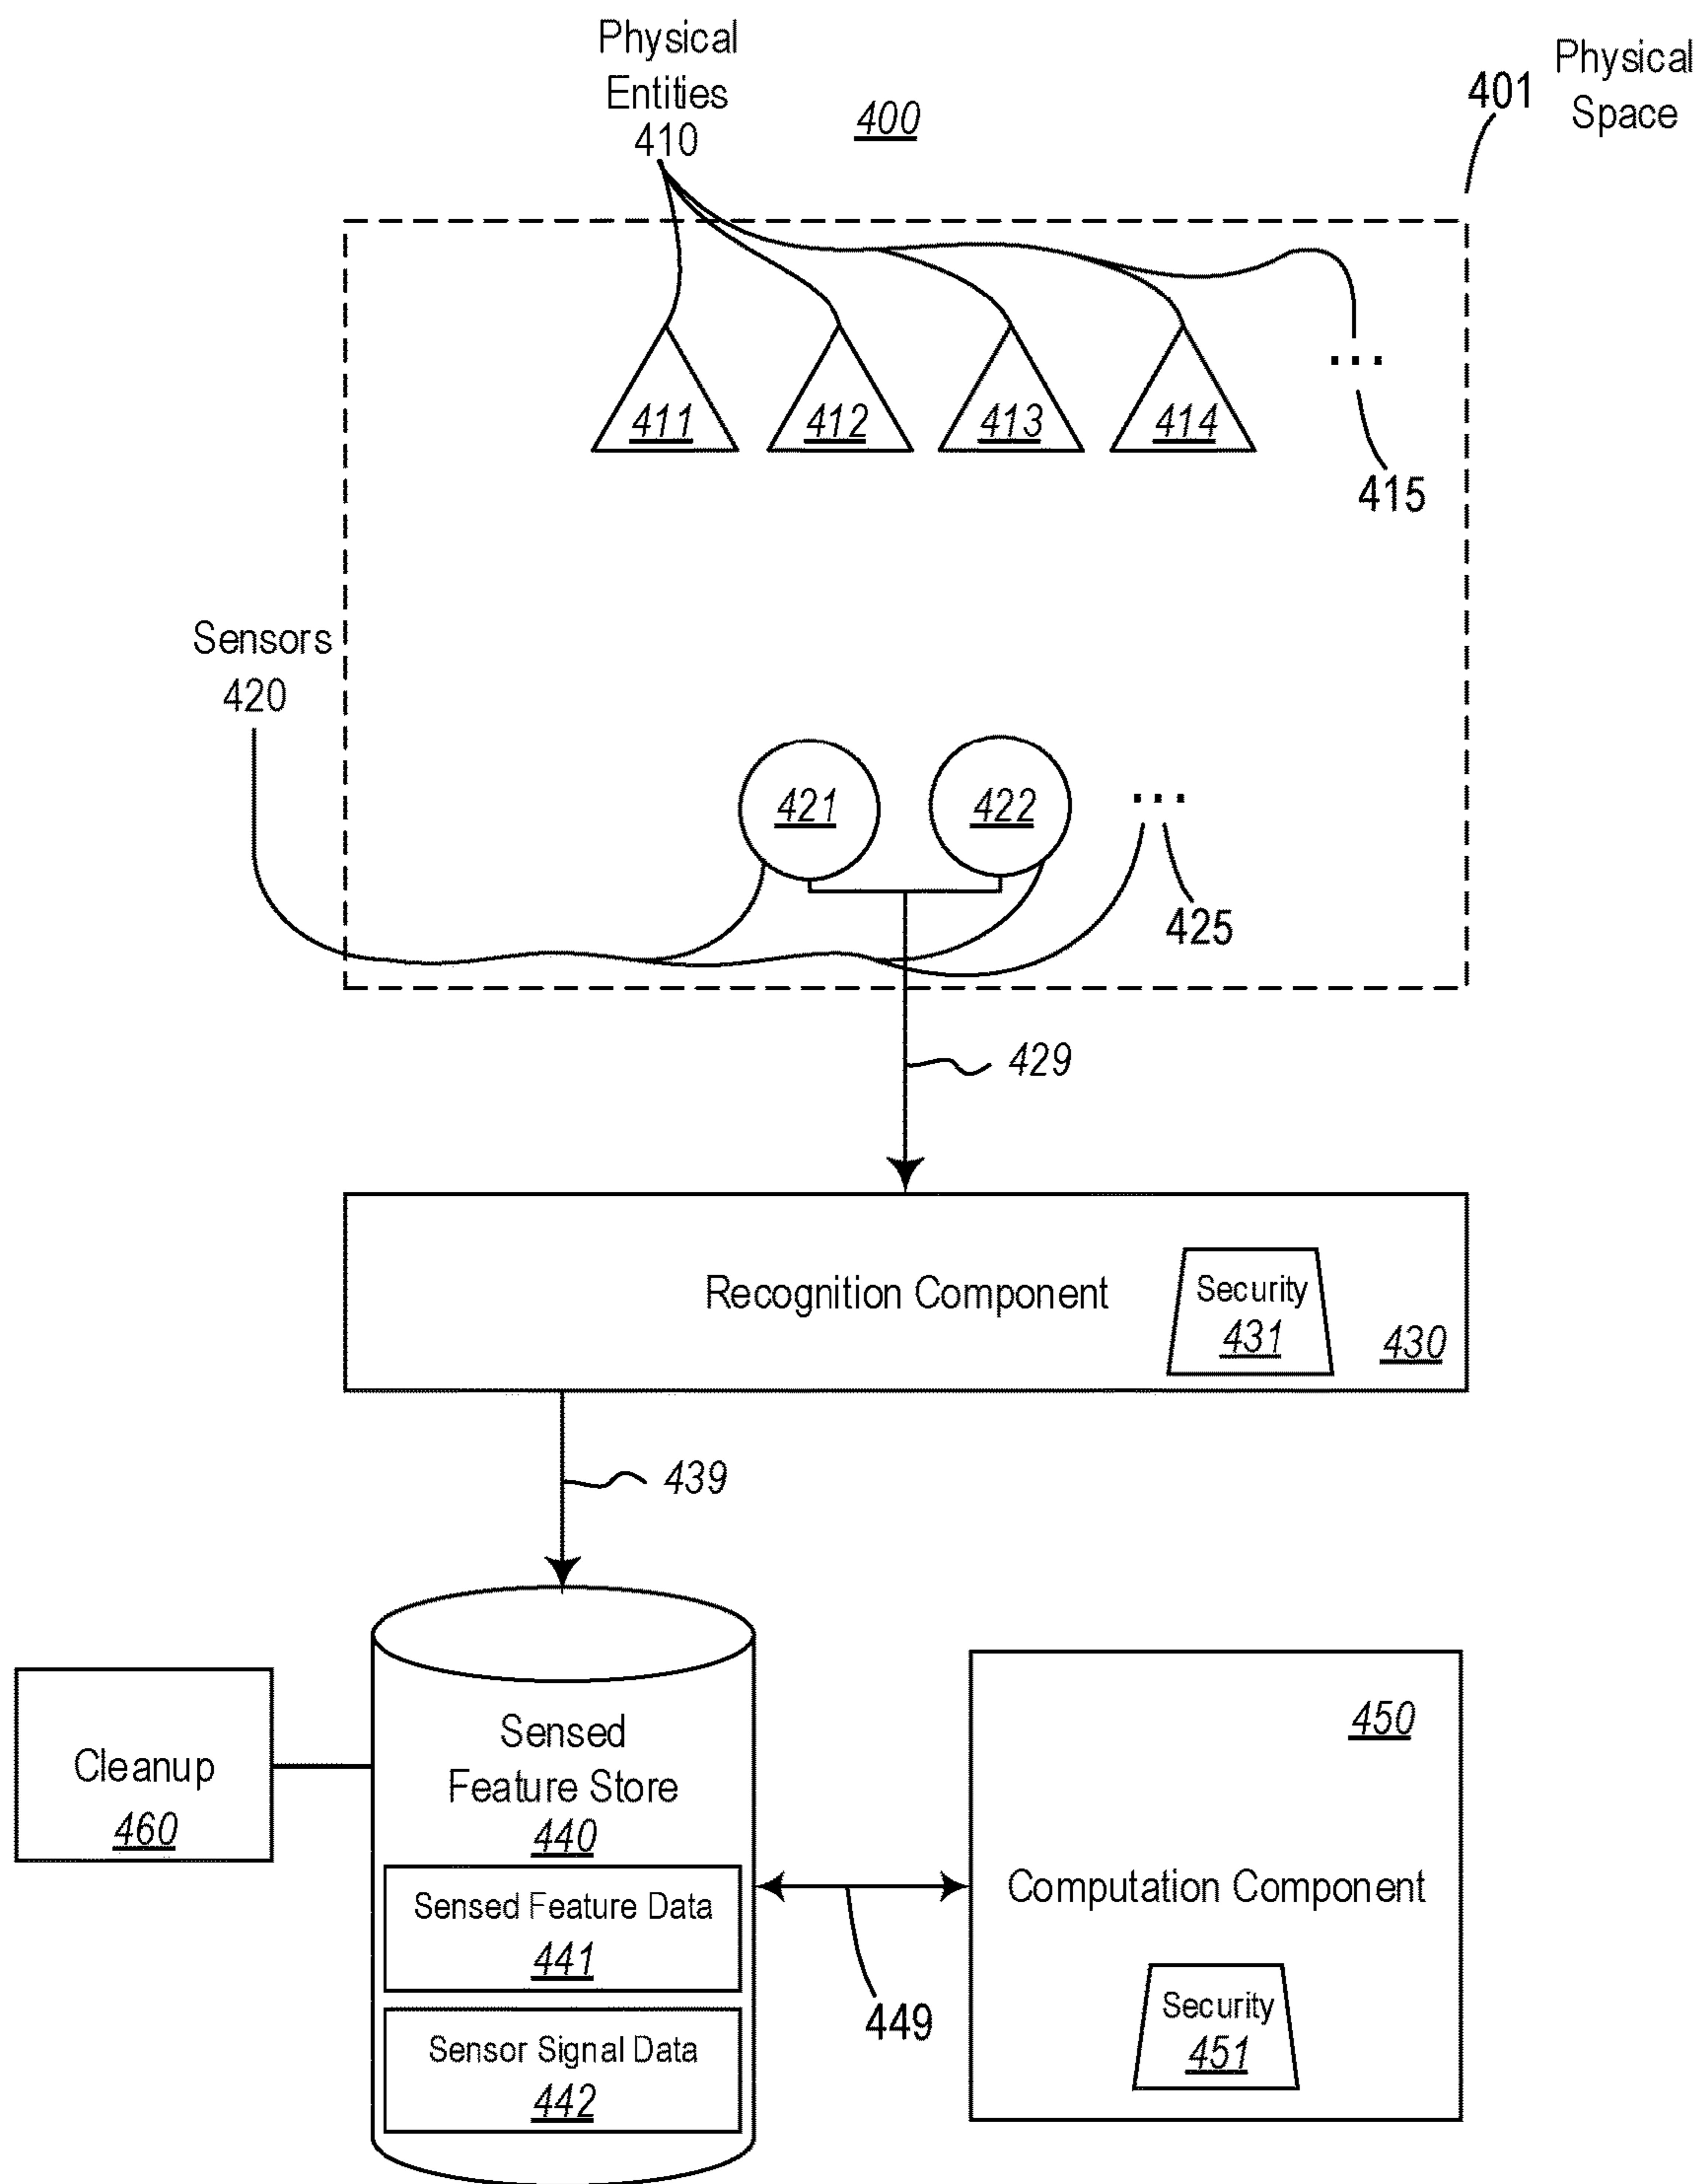 Physical
Entities
410
400
401
Physical
Space
411
412
413
414
...
415
Sensors
420
421
422
...
425
429
Recognition Component
Security
431
430
439
Cleanup
460
Sensed
Feature Store
440
Sensed Feature Data
441
Sensor Signal Data
442
449
450
Computation Component
Security
451